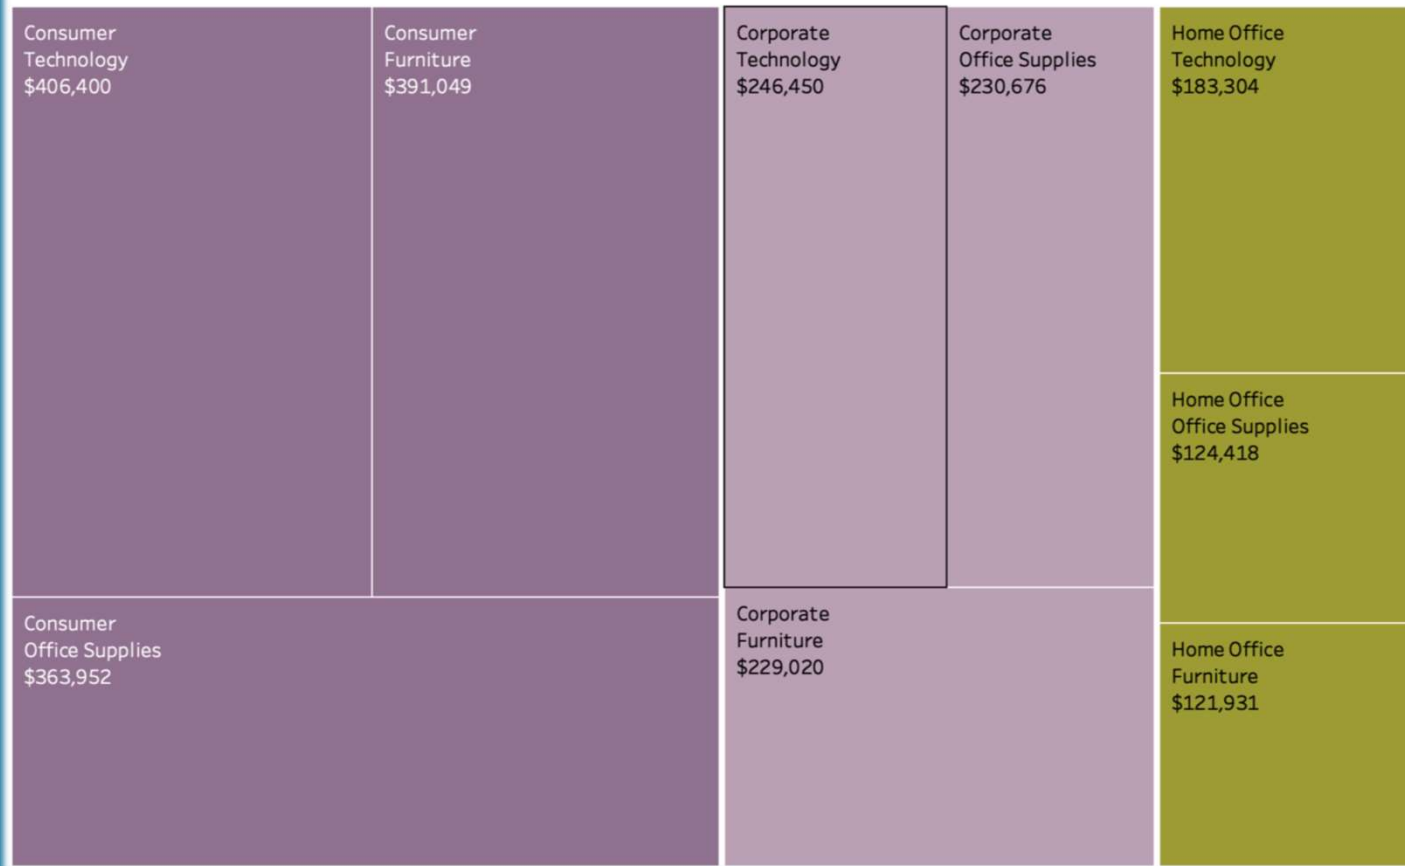 Consumer
Technology
$406,400
Consumer
Furniture
$391,049
Consumer
Office Supplies
$363,952
Corporate
Technology
$246,450
Corporate
Office Supplies
$230,676
Corporate
Furniture
$229,020
Home Office
Technology
$183,304
Home Office
Office Supplies
$124,418
Home Office
Furniture
$121,931